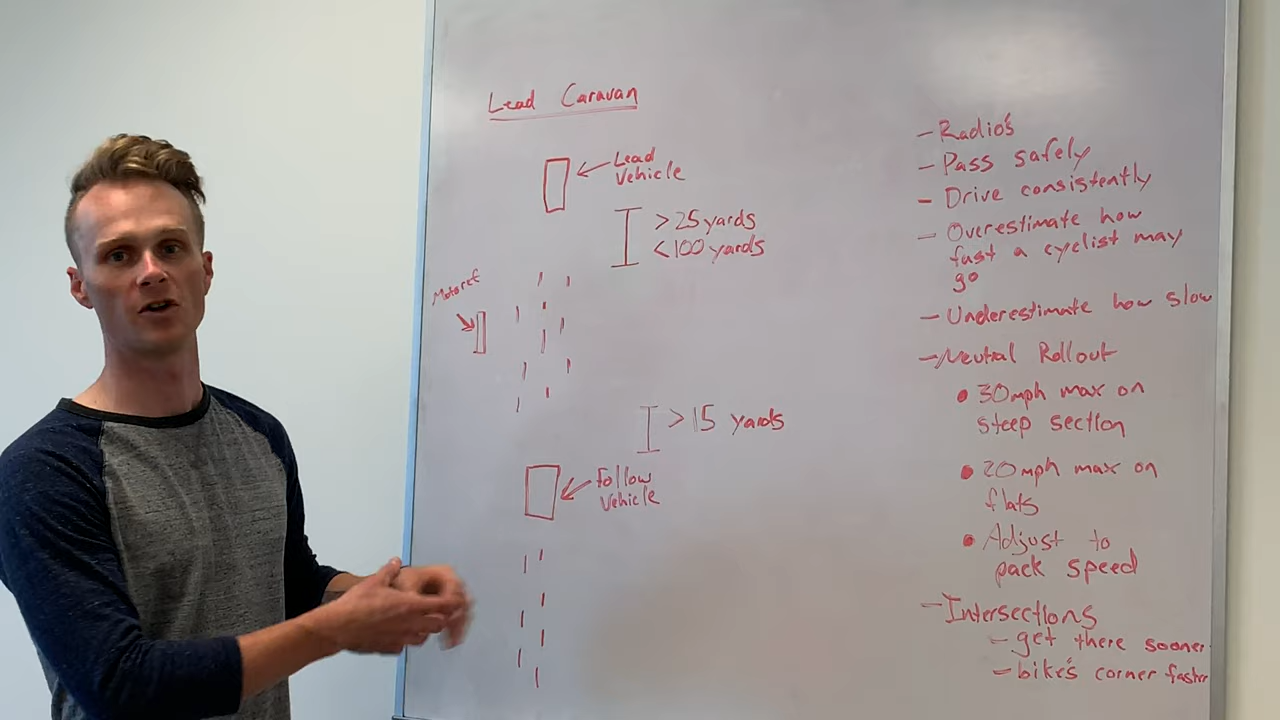 Lead Caravan
Lead
Vehicle
> 25 yards
< 100 yards
Motoref
> 15 yards
Follow
Vehicle
- Radio's
- Pass safely
- Drive consistently
- Overestimate how
fast a cyclist may
go
- Underestimate how slow
- Neutral Rollout
• 30mph max on
steep section
• 20mph max on
flats
• Adjust to
pack speed
- Intersections
- get there sooner
- bike's corner faster